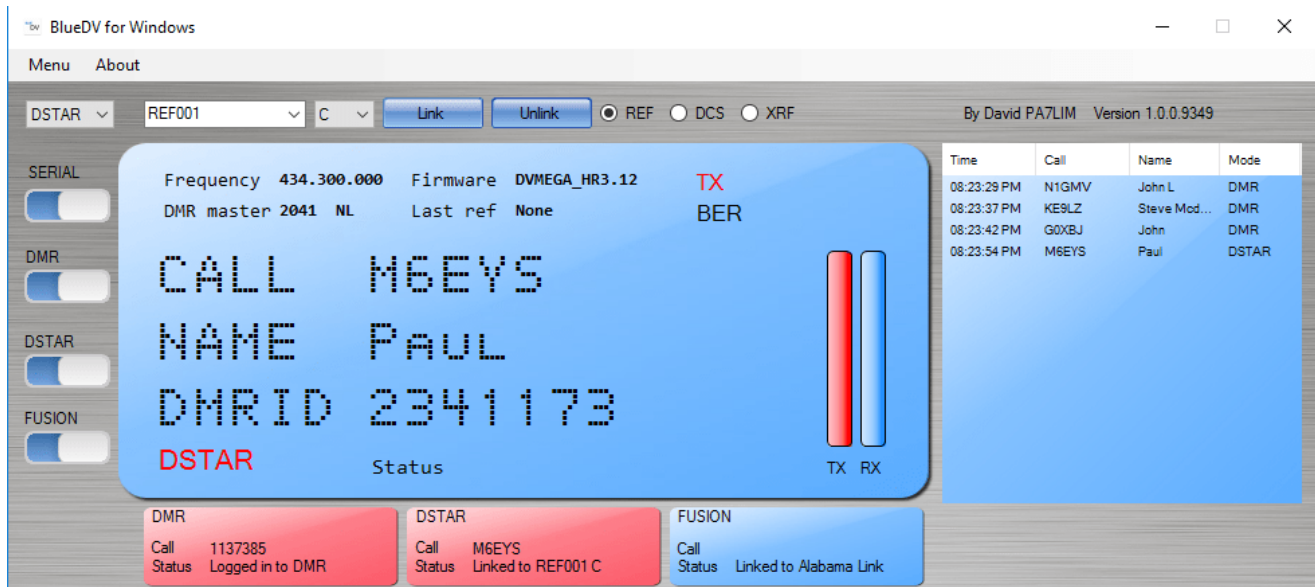 BlueDV for Windows
Menu About
DSTAR REF001 C Link Unlink REF DCS XRF By David PA7LIM Version 1.0.0.9349
SERIAL
DMR
DSTAR
FUSION
Frequency 434.300.000 Firmware DVMEGA_HR3.12 TX
DMR master 2041 NL Last ref None BER
CALL M6EYS
NAME Paul
DMRID 2341173
DSTAR Status TX RX
Time Call Name Mode
08:23:29 PM N1GMV John L DMR
08:23:37 PM KE9LZ Steve Mcd... DMR
08:23:42 PM G0XBJ John DMR
08:23:54 PM M6EYS Paul DSTAR
DMR
Call 1137385
Status Logged in to DMR
DSTAR
Call M6EYS
Status Linked to REF001 C
FUSION
Call
Status Linked to Alabama Link